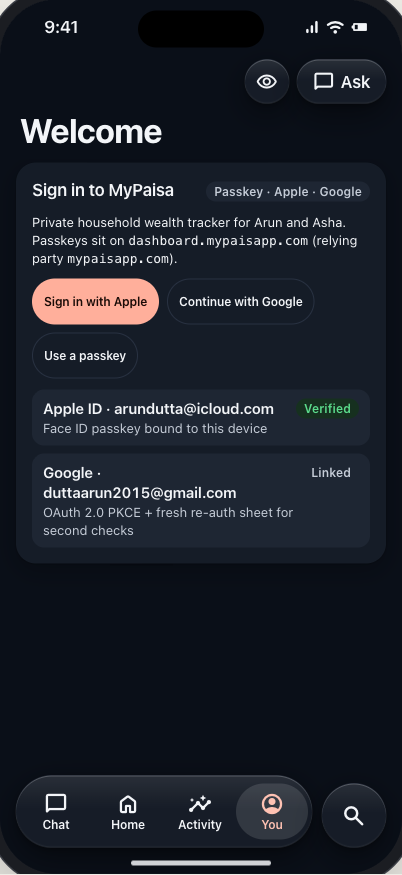 9:41
Ask
Welcome
Sign in to MyPaisa
Passkey · Apple · Google
Private household wealth tracker for Arun and Asha.
Passkeys sit on dashboard.mypaisapp.com (relying
party mypaisapp.com).
Sign in with Apple
Continue with Google
Use a passkey
Apple ID · arundutta@icloud.com
Verified
Face ID passkey bound to this device
Google ·
Linked
duttaarun2015@gmail.com
OAuth 2.0 PKCE + fresh re-auth sheet for
second checks
Chat
Home
Activity
You